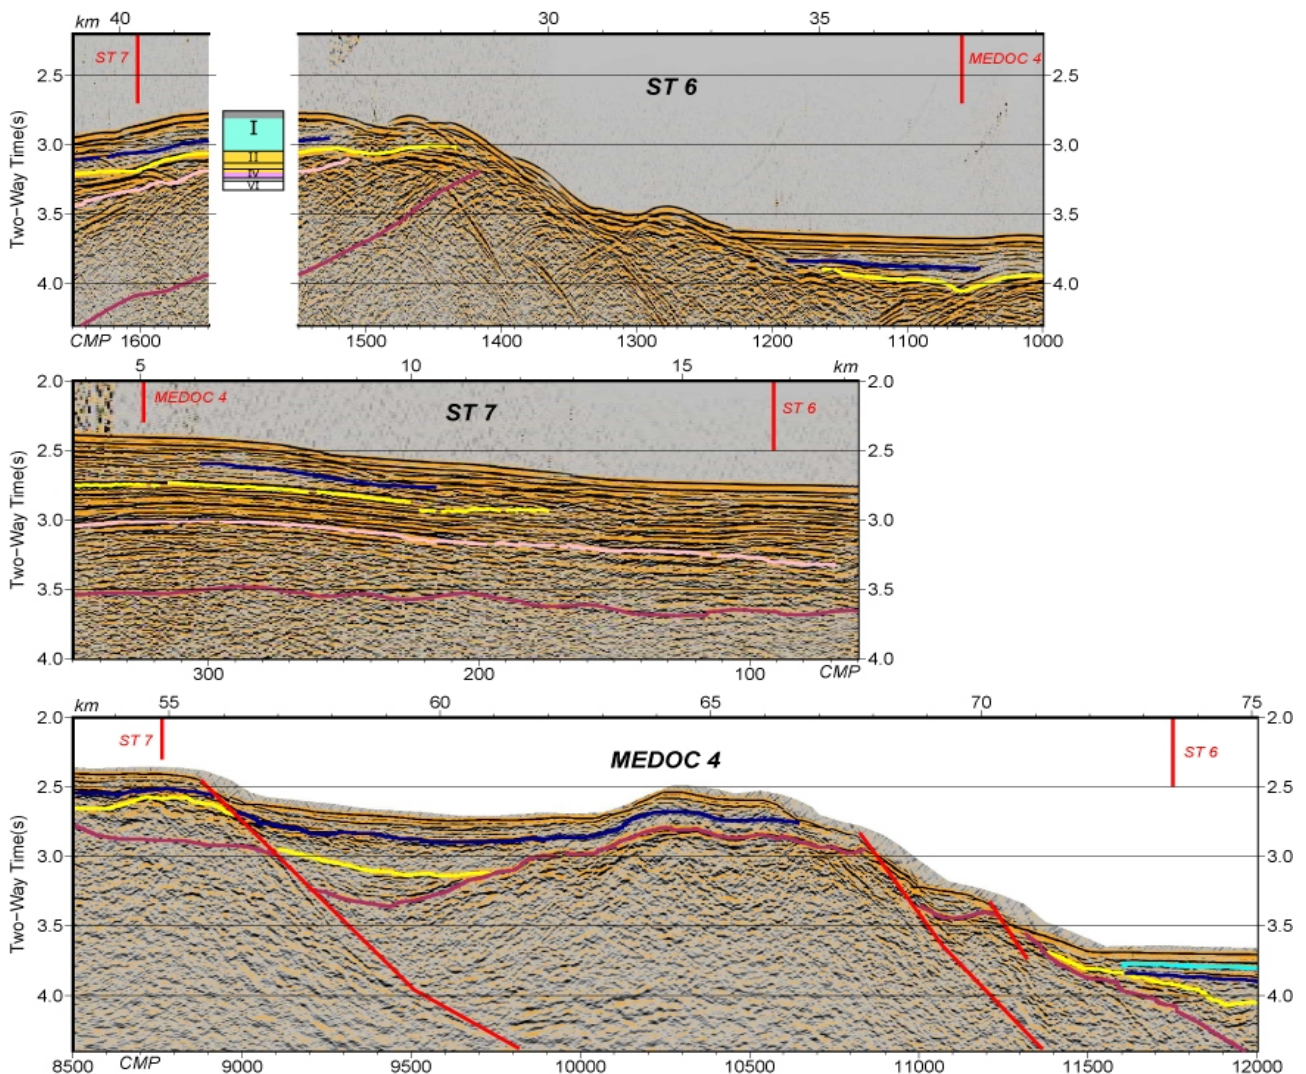 km 40 30 35
ST 7 ST 6 MEDOC 4
2.5 2.5
I
3.0 3.0
II
IV
VI
3.5 3.5
4.0 4.0
Two-Way Time(s)
CMP 1600 1500 1400 1300 1200 1100 1000
5 10 15 km
2.0 2.0
MEDOC 4 ST 7 ST 6
2.5 2.5
3.0 3.0
3.5 3.5
4.0 4.0
Two-Way Time(s)
300 200 100 CMP
km 55 60 65 70 75
2.0 2.0
ST 7 MEDOC 4 ST 6
2.5 2.5
3.0 3.0
3.5 3.5
4.0 4.0
Two-Way Time(s)
8500 CMP 9000 9500 10000 10500 11000 11500 12000